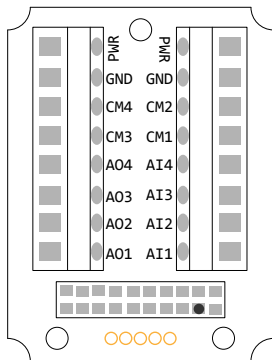 PWR PWR
GND GND
CM4 CM2
CM3 CM1
AO4 AI4
AO3 AI3
AO2 AI2
AO1 AI1